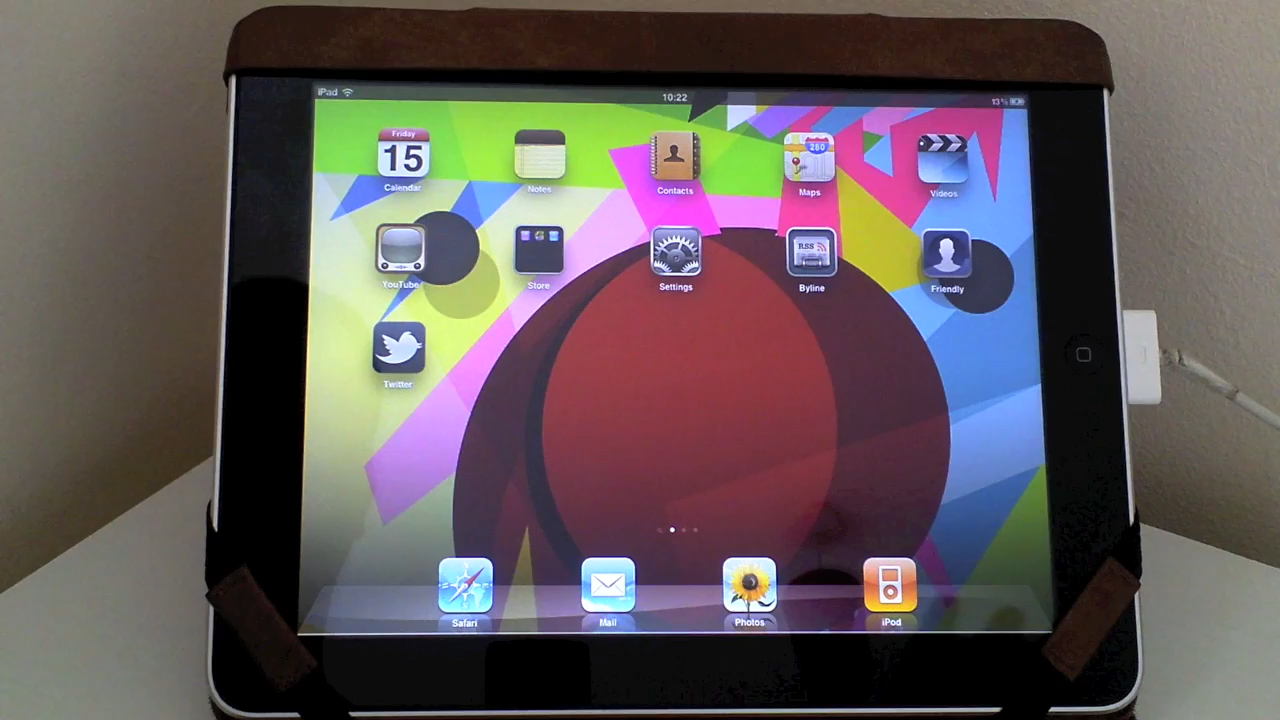 iPad 10:22 13%
Friday
15
280
Calendar Notes Contacts Maps Videos
RSS
YouTube Store Settings Byline Friendly
Twitter
Safari Mail Photos iPod